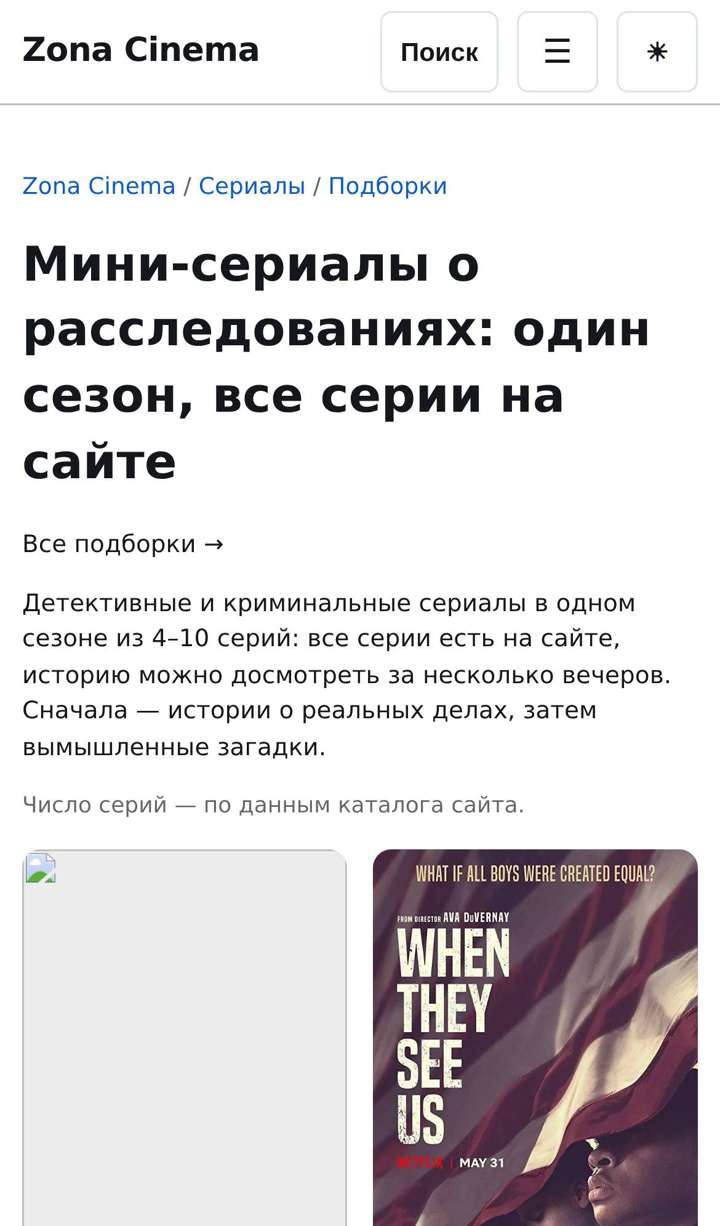 Zona Cinema
Поиск
Zona Cinema / Сериалы / Подборки
Мини-сериалы о
расследованиях: один
сезон, все серии на
сайте
Все подборки →
Детективные и криминальные сериалы в одном
сезоне из 4–10 серий: все серии есть на сайте,
историю можно досмотреть за несколько вечеров.
Сначала — истории о реальных делах, затем
вымышленные загадки.
Число серий — по данным каталога сайта.
WHAT IF ALL BOYS WERE CREATED EQUAL?
FROM DIRECTOR AVA DuVERNAY
WHEN
THEY
SEE
US
NETFLIX | MAY 31